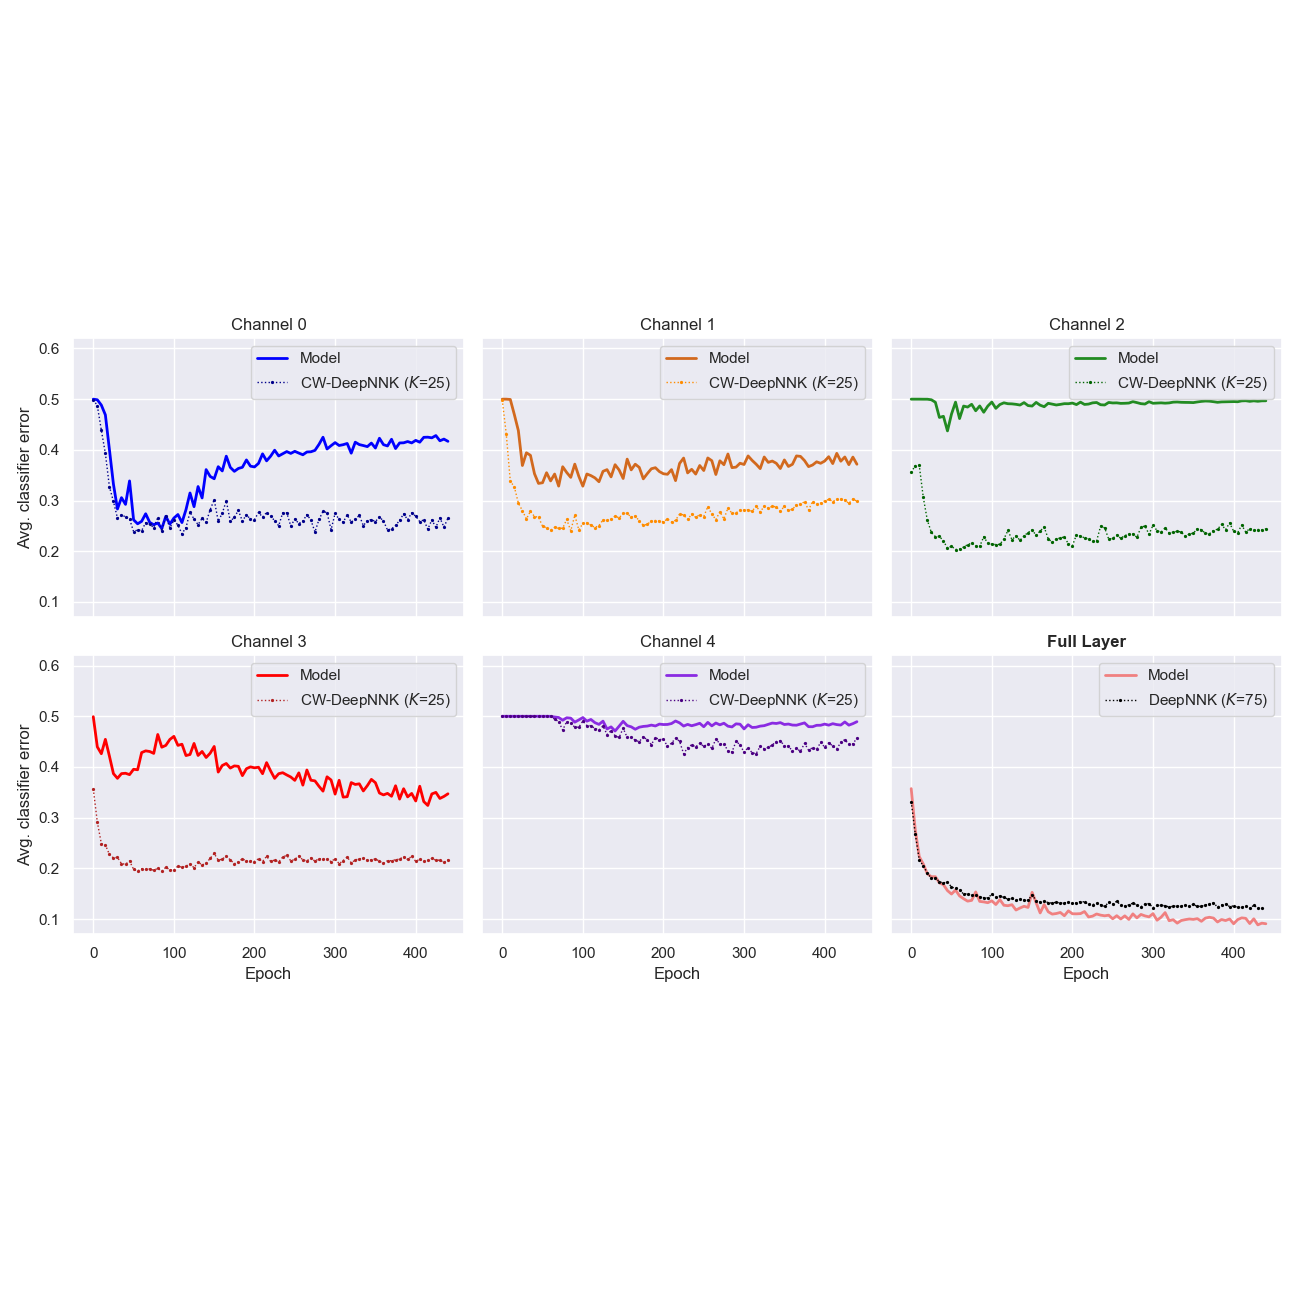 Channel 0
Channel 1
Channel 2
0.6
0.5
0.4
0.3
0.2
0.1
Avg. classifier error
Model
CW-DeepNNK (K=25)
Model
CW-DeepNNK (K=25)
Model
CW-DeepNNK (K=25)
Channel 3
Channel 4
Full Layer
0.6
0.5
0.4
0.3
0.2
0.1
Avg. classifier error
Model
CW-DeepNNK (K=25)
Model
CW-DeepNNK (K=25)
Model
DeepNNK (K=75)
0 100 200 300 400
0 100 200 300 400
0 100 200 300 400
Epoch
Epoch
Epoch